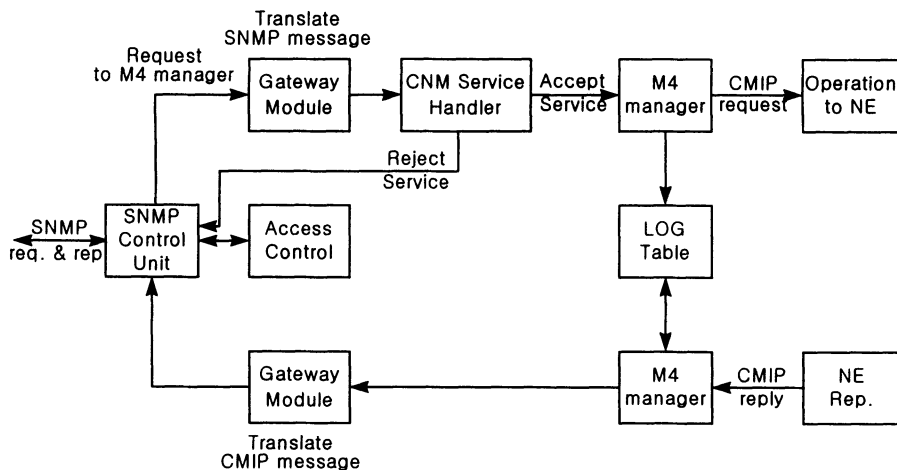 Translate
SNMP message
Request
to M4 manager
Gateway
Module
CNM Service
Handler
Accept
Service
M4
manager
CMIP
request
Operation
to NE
Reject
Service
SNMP
req. & rep
SNMP
Control
Unit
Access
Control
LOG
Table
Gateway
Module
M4
manager
CMIP
reply
NE
Rep.
Translate
CMIP message